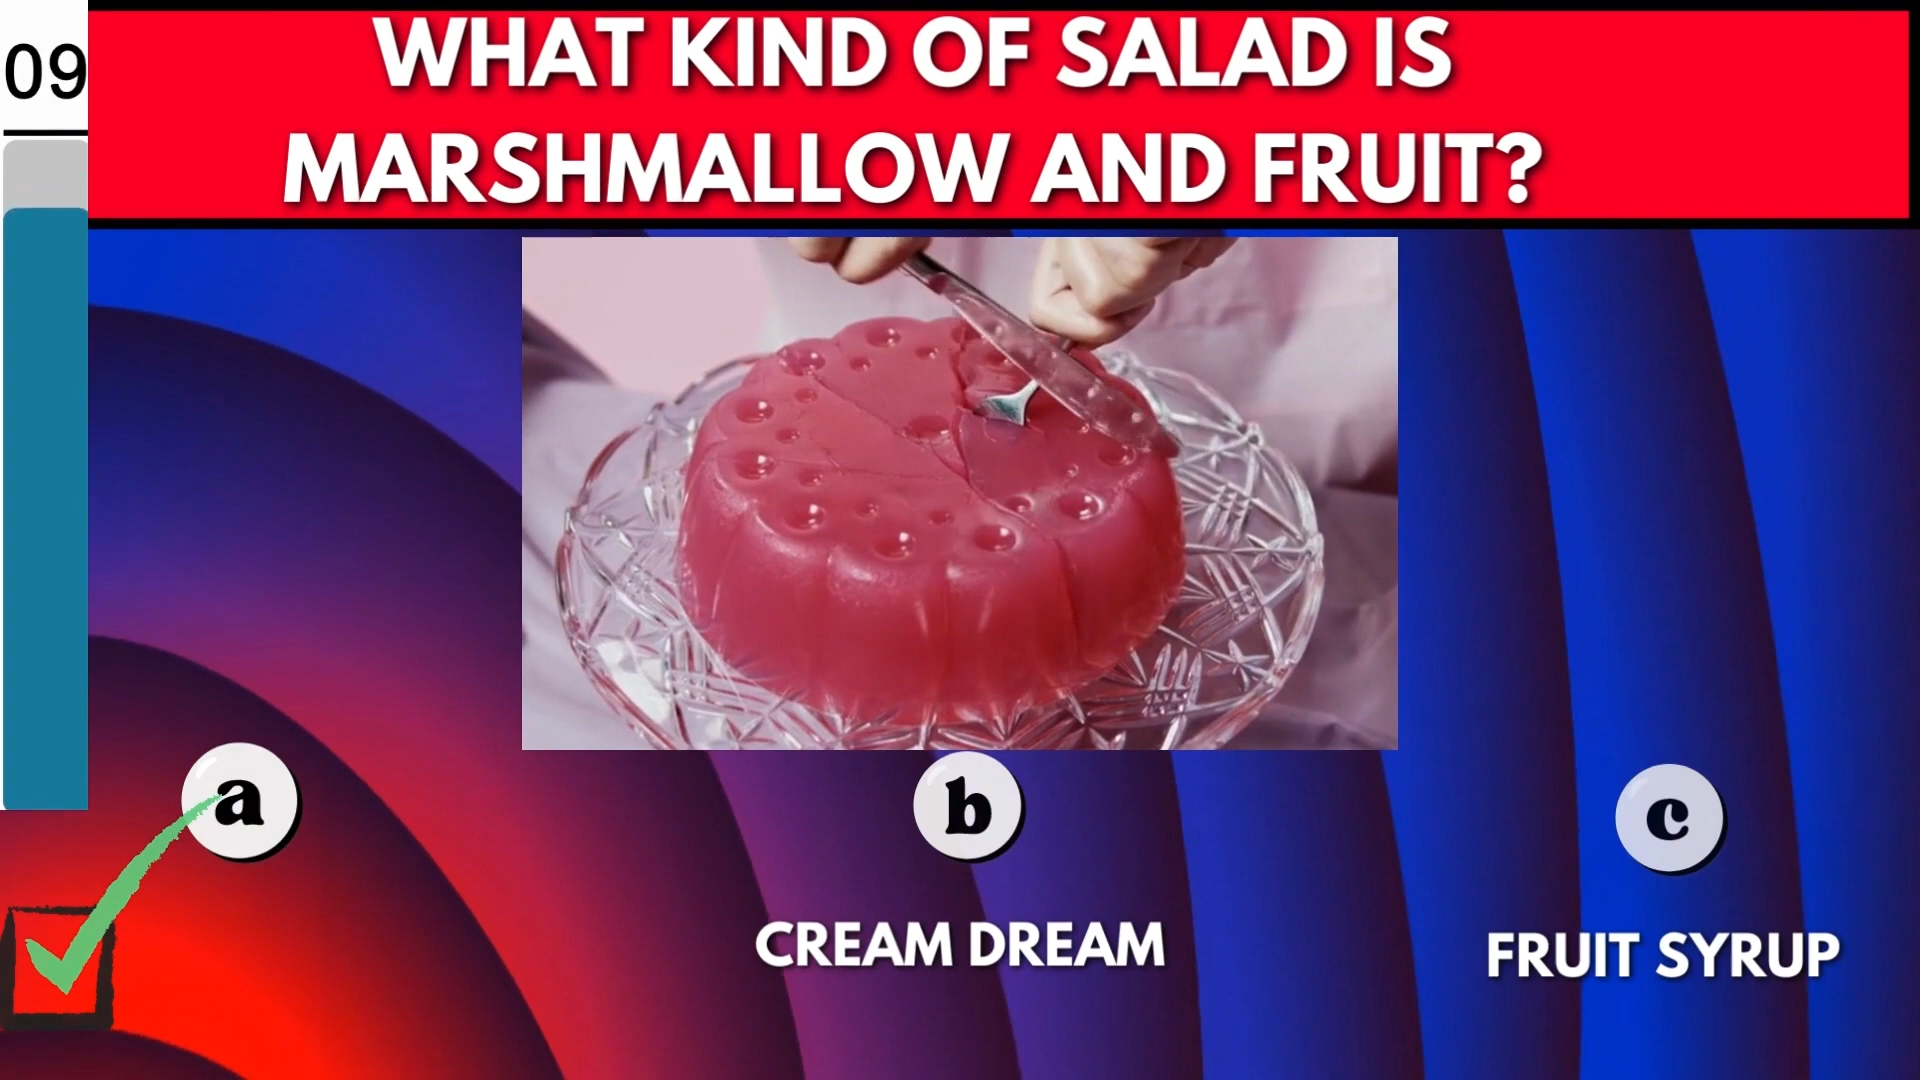 09
WHAT KIND OF SALAD IS
MARSHMALLOW AND FRUIT?
a
b
c
CREAM DREAM
FRUIT SYRUP